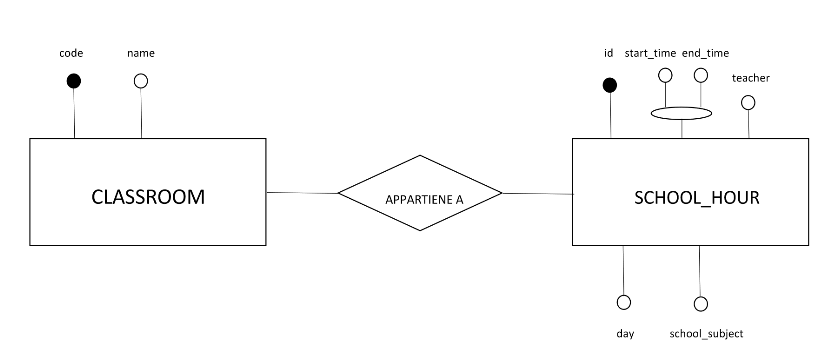 code name
id start_time end_time
teacher
CLASSROOM
APPARTIENE A
SCHOOL_HOUR
day school_subject